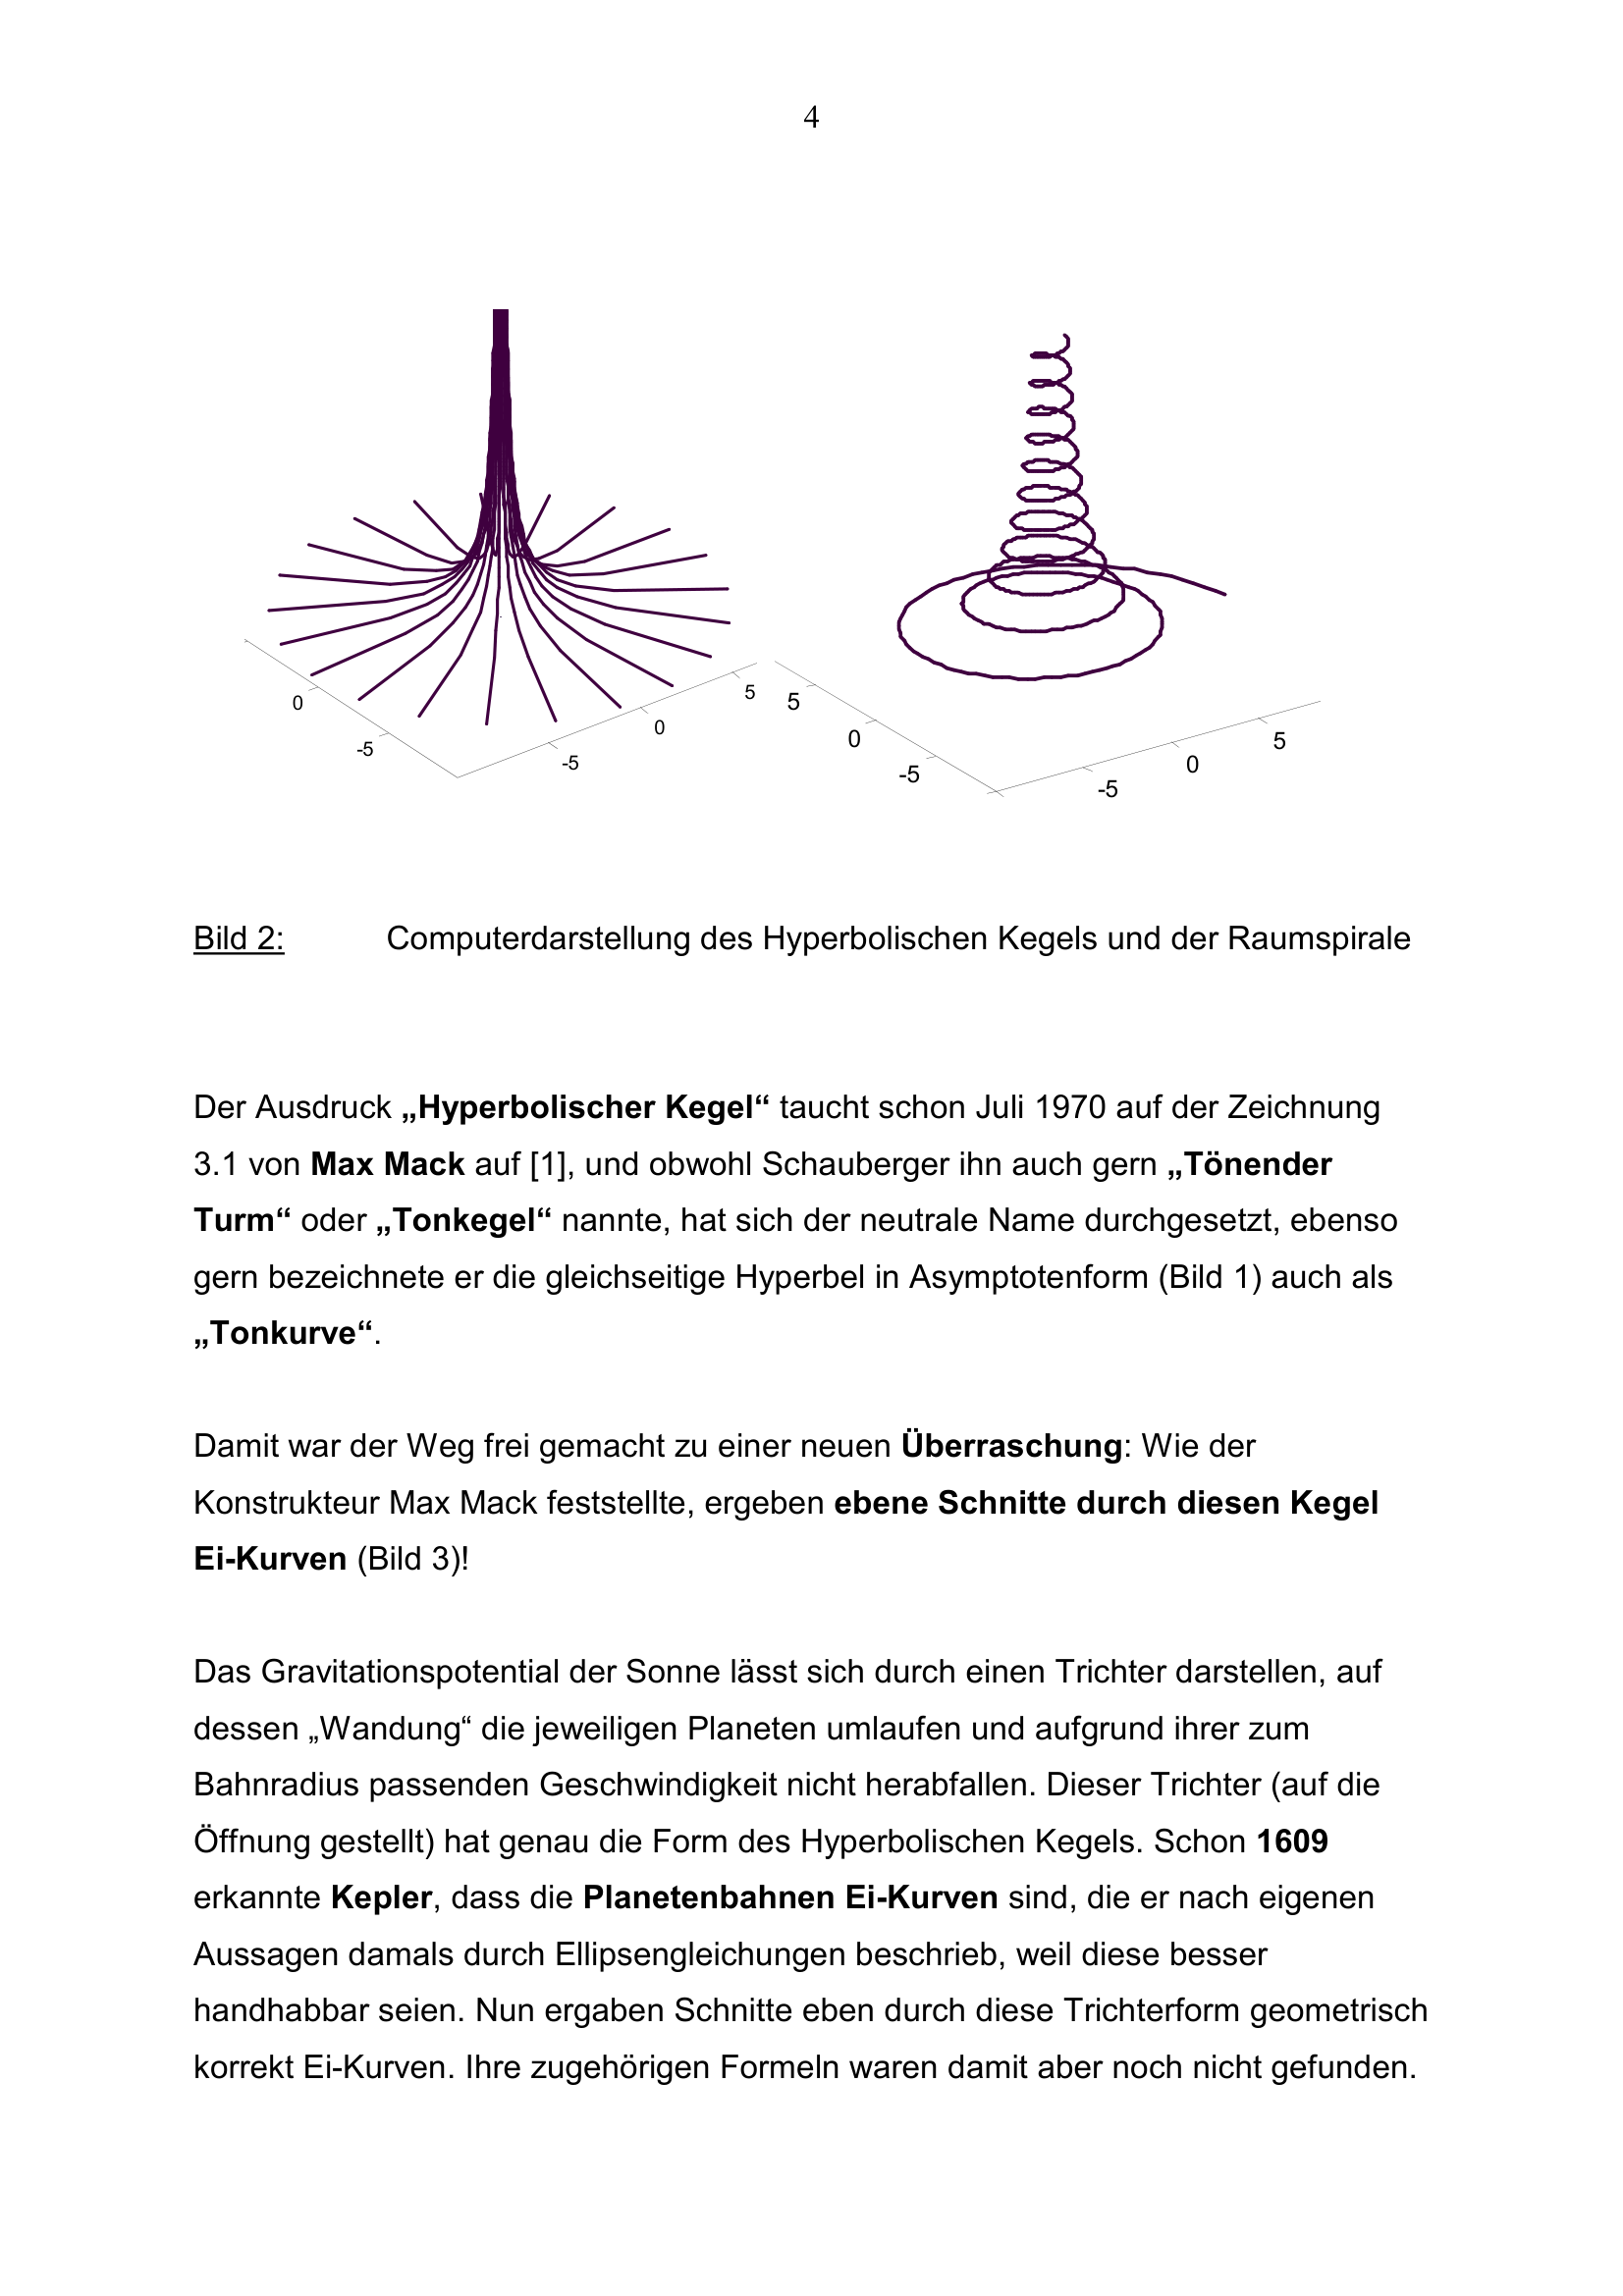 4
0
-5
-5
0
5
5
0
-5
-5
0
5
Bild 2: Computerdarstellung des Hyperbolischen Kegels und der Raumspirale
Der Ausdruck „Hyperbolischer Kegel“ taucht schon Juli 1970 auf der Zeichnung
3.1 von Max Mack auf [1], und obwohl Schauberger ihn auch gern „Tönender
Turm“ oder „Tonkegel“ nannte, hat sich der neutrale Name durchgesetzt, ebenso
gern bezeichnete er die gleichseitige Hyperbel in Asymptotenform (Bild 1) auch als
„Tonkurve“.
Damit war der Weg frei gemacht zu einer neuen Überraschung: Wie der
Konstrukteur Max Mack feststellte, ergeben ebene Schnitte durch diesen Kegel
Ei-Kurven (Bild 3)!
Das Gravitationspotential der Sonne lässt sich durch einen Trichter darstellen, auf
dessen „Wandung“ die jeweiligen Planeten umlaufen und aufgrund ihrer zum
Bahnradius passenden Geschwindigkeit nicht herabfallen. Dieser Trichter (auf die
Öffnung gestellt) hat genau die Form des Hyperbolischen Kegels. Schon 1609
erkannte Kepler, dass die Planetenbahnen Ei-Kurven sind, die er nach eigenen
Aussagen damals durch Ellipsengleichungen beschrieb, weil diese besser
handhabbar seien. Nun ergaben Schnitte eben durch diese Trichterform geometrisch
korrekt Ei-Kurven. Ihre zugehörigen Formeln waren damit aber noch nicht gefunden.